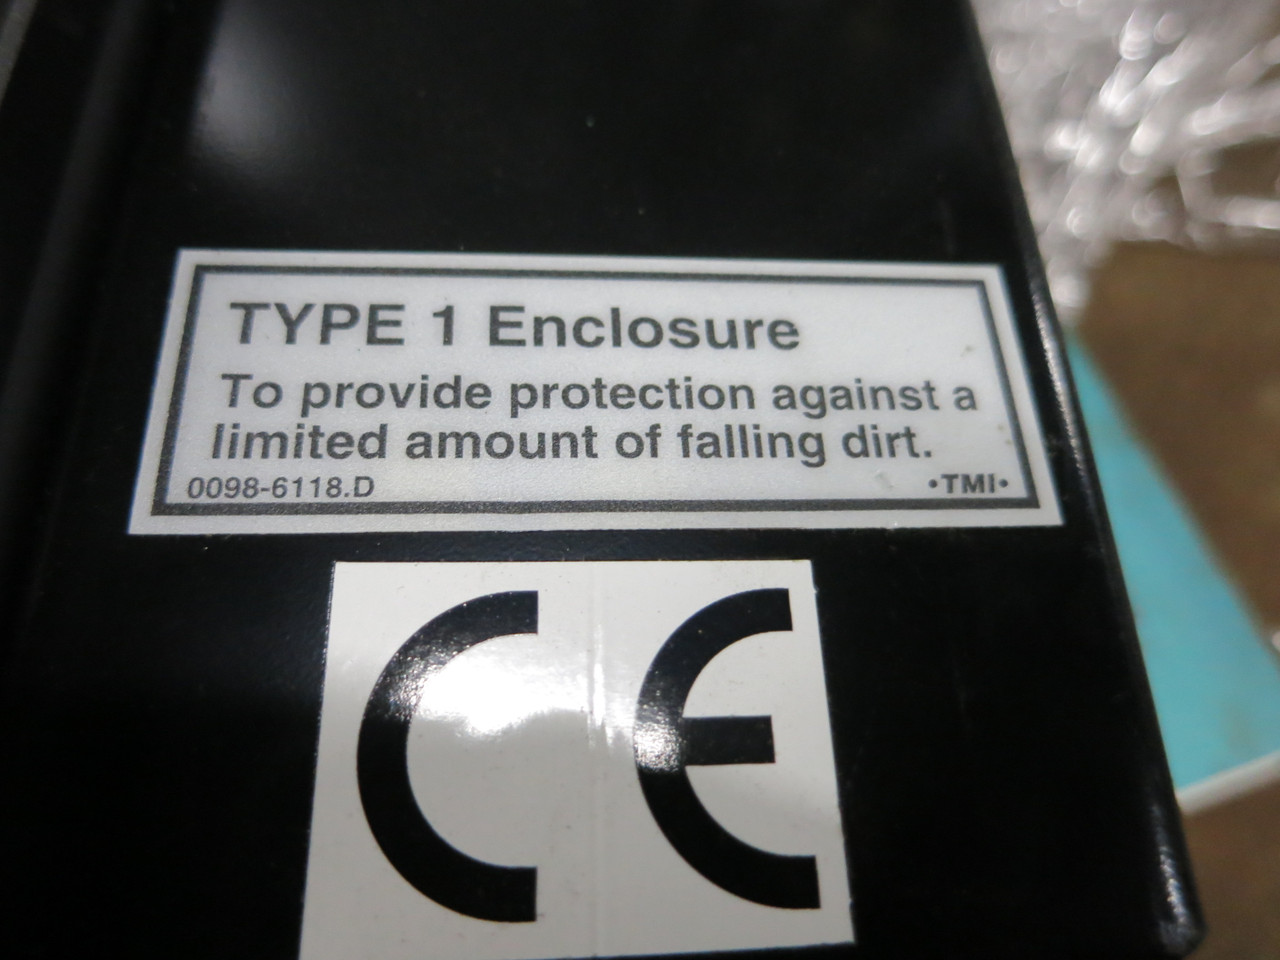 TYPE 1 Enclosure
To provide protection against a
limited amount of falling dirt.
0098-6118.D •TMI•
CE